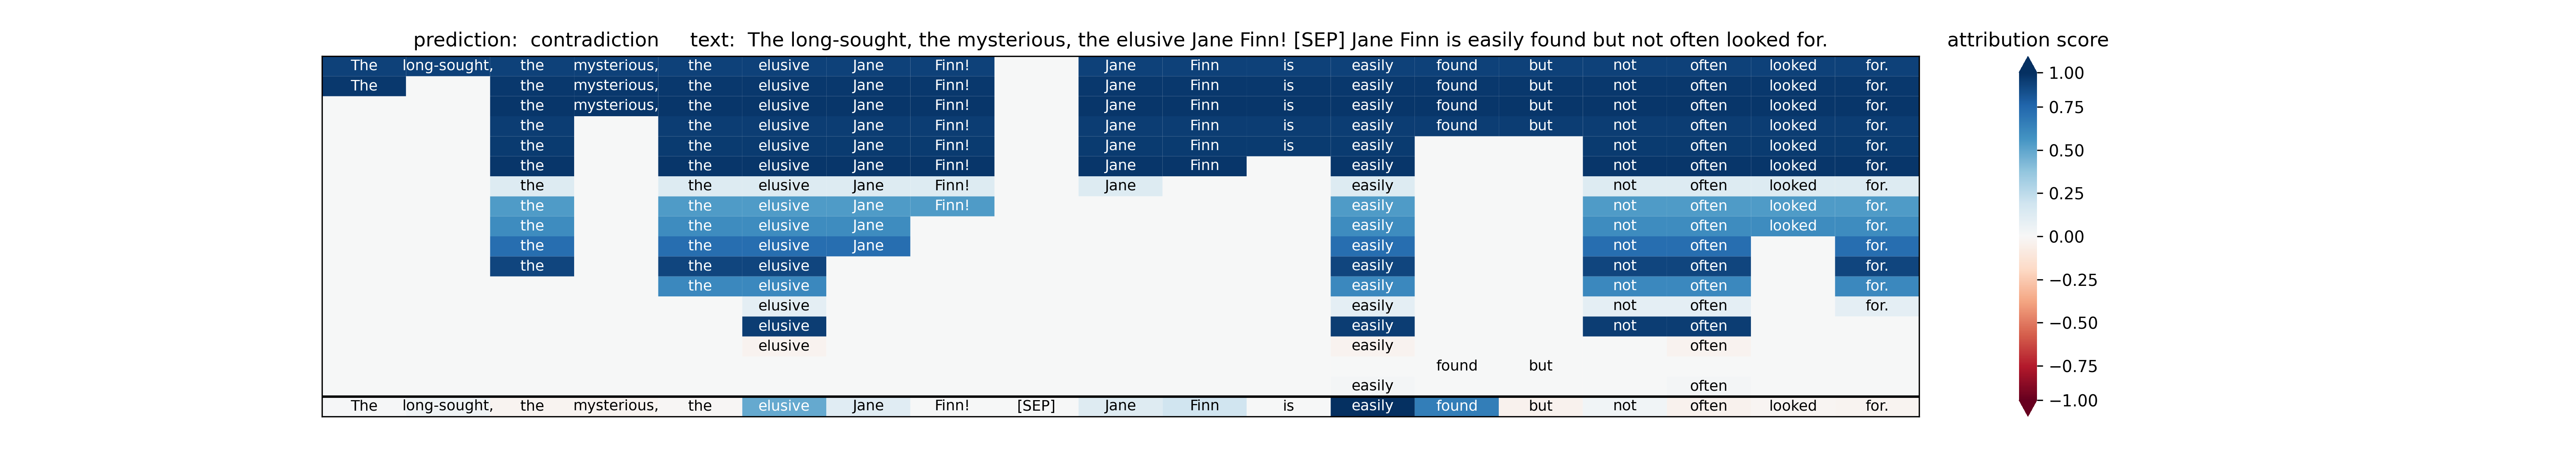 prediction: contradiction text: The long-sought, the mysterious, the elusive Jane Finn! [SEP] Jane Finn is easily found but not often looked for. attribution score
The long-sought, the mysterious, the elusive Jane Finn! Jane Finn is easily found but not often looked for.
The the mysterious, the elusive Jane Finn! Jane Finn is easily found but not often looked for.
the mysterious, the elusive Jane Finn! Jane Finn is easily found but not often looked for.
the the elusive Jane Finn! Jane Finn is easily found but not often looked for.
the the elusive Jane Finn! Jane Finn is easily not often looked for.
the the elusive Jane Finn! Jane Finn easily not often looked for.
the the elusive Jane Finn! Jane easily not often looked for.
the the elusive Jane Finn! easily not often looked for.
the the elusive Jane easily not often looked for.
the the elusive Jane easily not often for.
the the elusive easily not often for.
the elusive easily not often for.
elusive easily not often for.
elusive easily not often
elusive easily often
found but
easily often
The long-sought, the mysterious, the elusive Jane Finn! [SEP] Jane Finn is easily found but not often looked for.
1.00
0.75
0.50
0.25
0.00
−0.25
−0.50
−0.75
−1.00